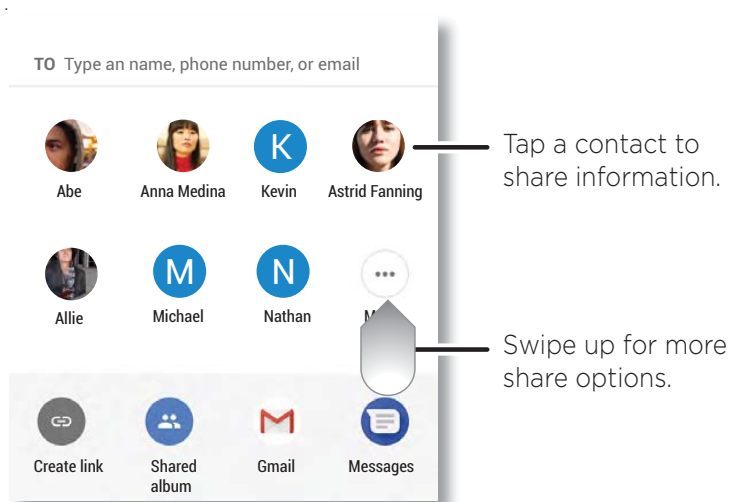 .
TO Type an name, phone number, or email
K
Abe Anna Medina Kevin Astrid Fanning
Tap a contact to
share information.
M N
Allie Michael Nathan
Swipe up for more
share options.
Create link Shared Gmail Messages
album